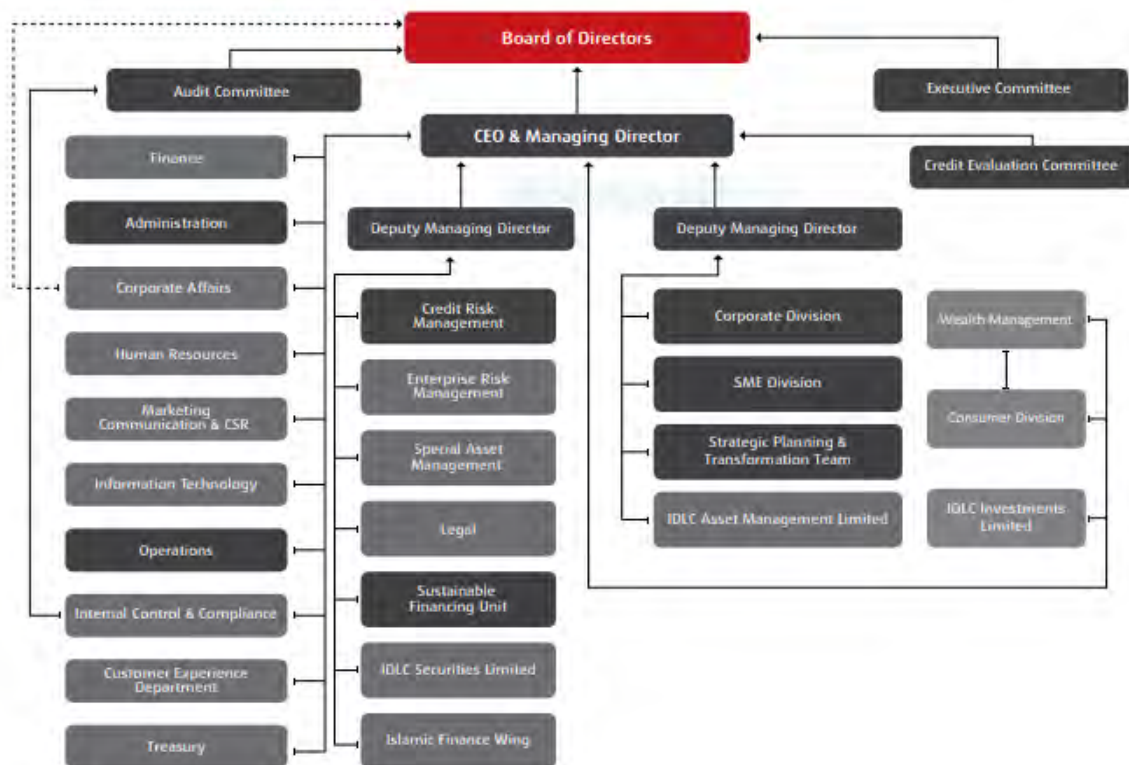 Board of Directors
Audit Committee
Executive Committee
CEO & Managing Director
Credit Evaluation Committee
Finance
Administration
Corporate Affairs
Human Resources
Marketing
Communication & CSR
Information Technology
Operations
Internal Control & Compliance
Customer Experience
Department
Treasury
Deputy Managing Director
Credit Risk
Management
Enterprise Risk
Management
Special Asset
Management
Legal
Sustainable
Financing Unit
IDLC Securities Limited
Islamic Finance Wing
Deputy Managing Director
Corporate Division
SME Division
Strategic Planning &
Transformation Team
IDLC Asset Management Limited
Wealth Management
Consumer Division
IDLC Investments
Limited